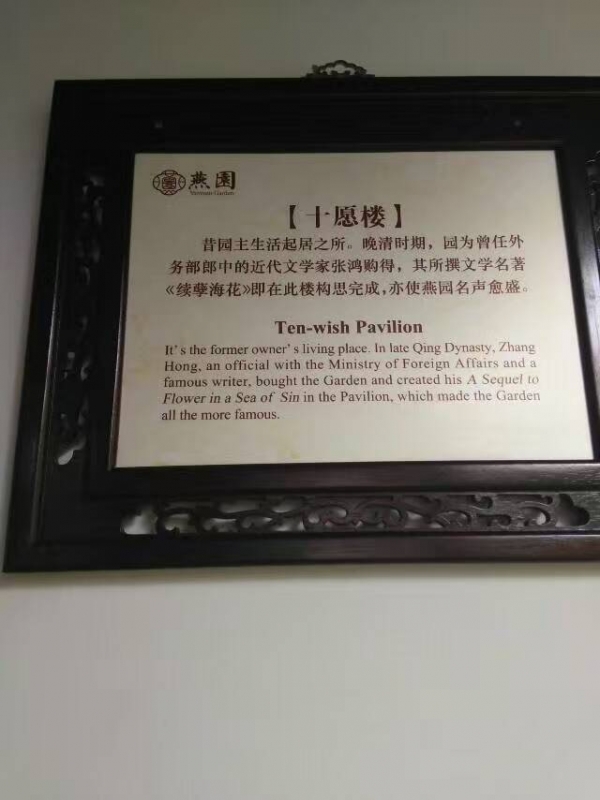 燕園
Yanyuan Garden
【十愿楼】
昔园主生活起居之所。晚清时期，园为曾任外
务部郎中的近代文学家张鸿购得，其所撰文学名著
《续孽海花》即在此楼构思完成，亦使燕园名声愈盛。
Ten-wish Pavilion
It's the former owner's living place. In late Qing Dynasty, Zhang
Hong, an official with the Ministry of Foreign Affairs and a
famous writer, bought the Garden and created his A Sequel to
Flower in a Sea of Sin in the Pavilion, which made the Garden
all the more famous.